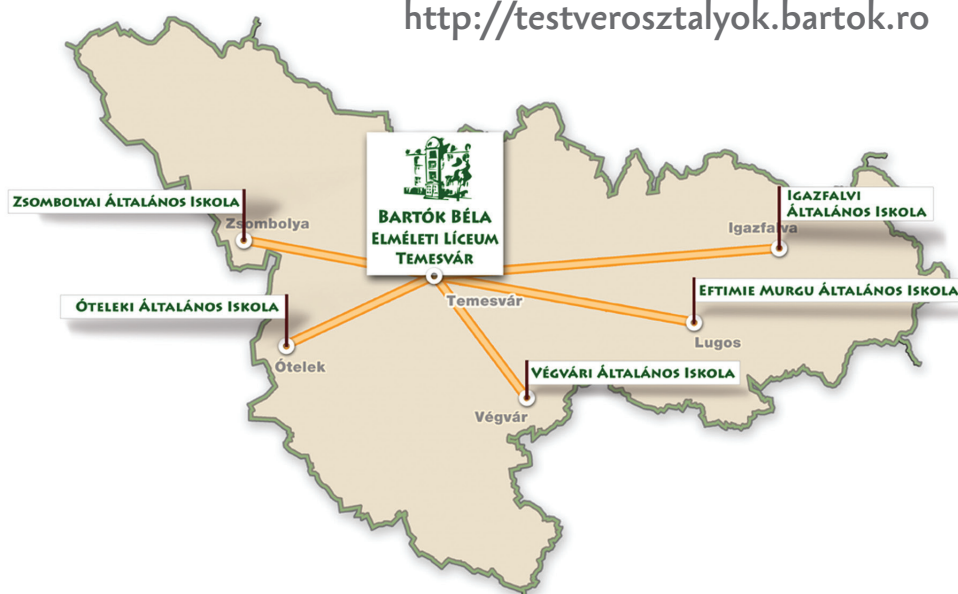 http://testverosztalyok.bartok.ro
Zsombolyai Általános Iskola
Zsombolya
Bartók Béla
Elméleti Líceum
Temesvár
Temesvár
Igazfalvi
Általános Iskola
Igazfalva
Óteleki Általános Iskola
Ótelek
Eftimie Murgu Általános Iskola
Lugos
Végvári Általános Iskola
Végvár